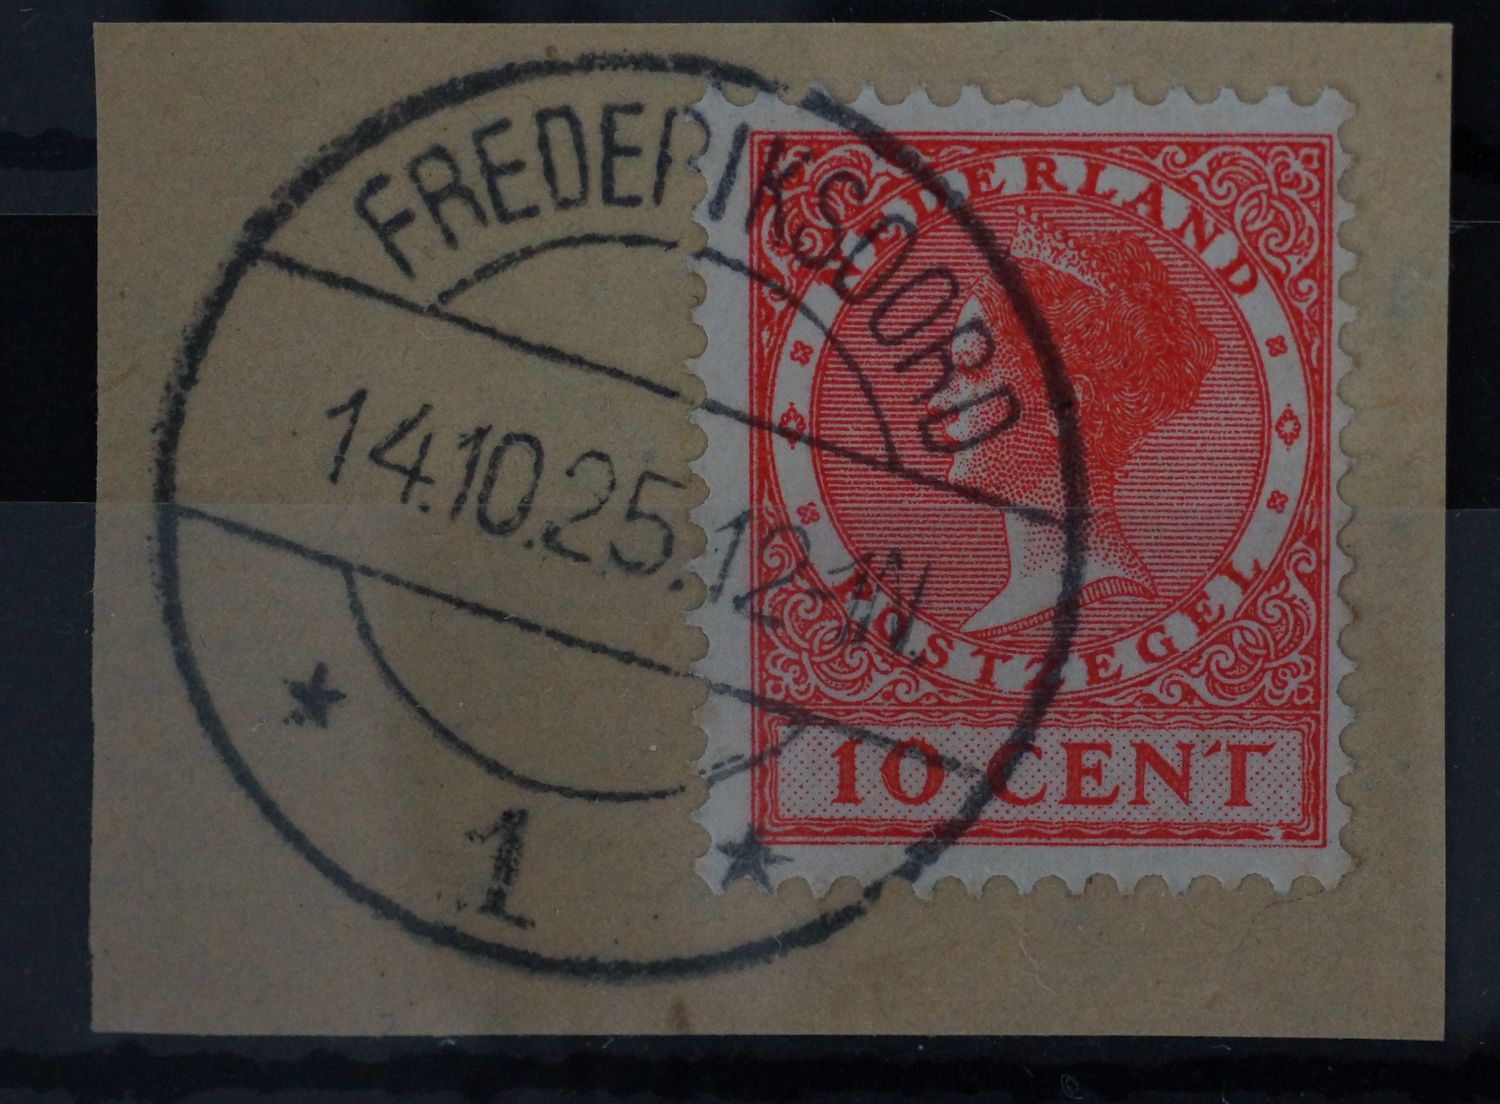 FREDERIKSOORD
14.10.25.12-1N.
1
NEDERLAND
POSTZEGEL
10 CENT